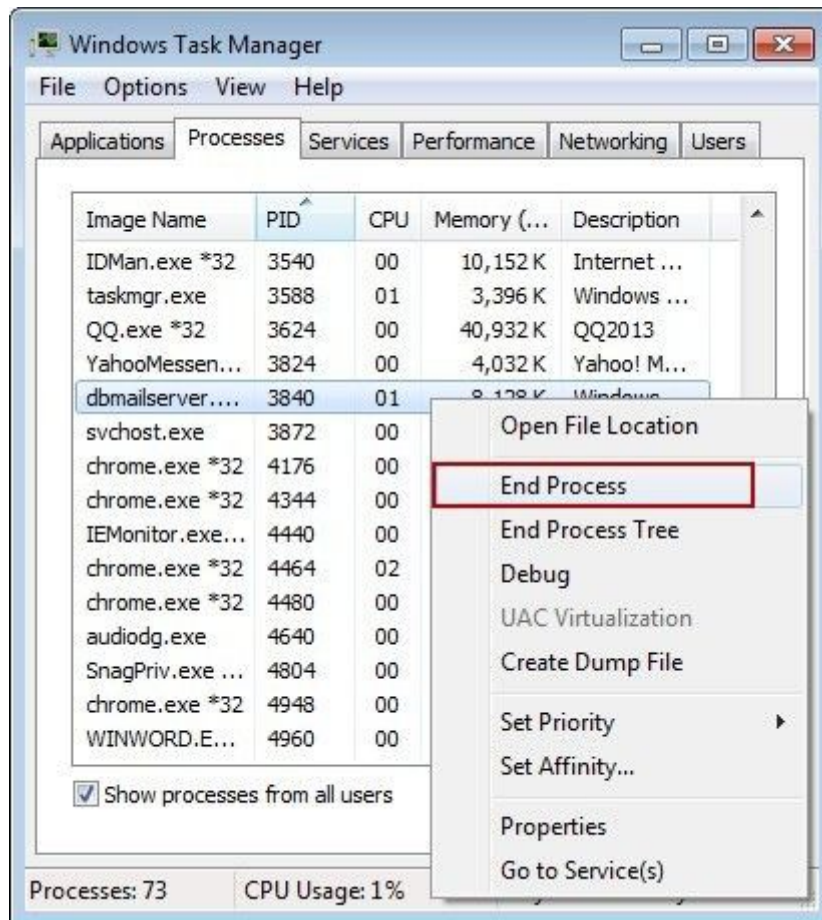 Windows Task Manager
File Options View Help
Applications Processes Services Performance Networking Users
Image Name PID CPU Memory (... Description
IDMan.exe *32 3540 00 10,152 K Internet ...
taskmgr.exe 3588 01 3,396 K Windows ...
QQ.exe *32 3624 00 40,932 K QQ2013
YahooMessen... 3824 00 4,032 K Yahoo! M...
dbmailserver.... 3840 01 8,128 K Windows
svchost.exe 3872 00
chrome.exe *32 4176 00
chrome.exe *32 4344 00
IEMonitor.exe... 4440 00
chrome.exe *32 4464 02
chrome.exe *32 4480 00
audiodg.exe 4640 00
SnagPriv.exe ... 4804 00
chrome.exe *32 4948 00
WINWORD.E... 4960 00
Open File Location
End Process
End Process Tree
Debug
UAC Virtualization
Create Dump File
Set Priority
Set Affinity...
Properties
Go to Service(s)
Show processes from all users
Processes: 73 CPU Usage: 1%